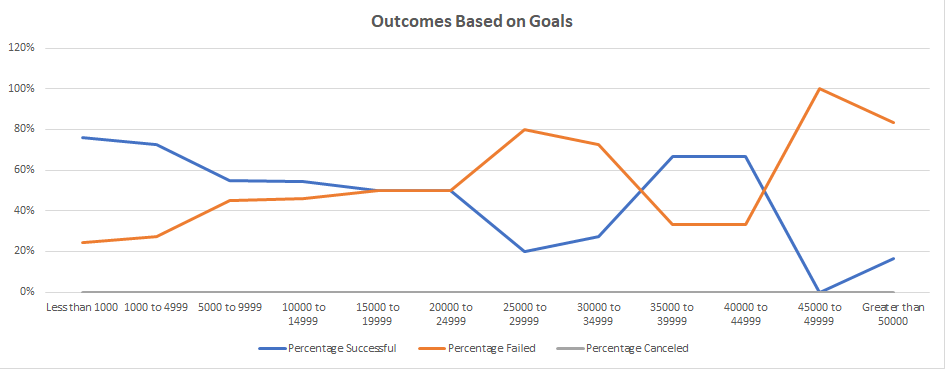 Outcomes Based on Goals
120%
100%
80%
60%
40%
20%
0%
Less than 1000 1000 to 4999 5000 to 9999 10000 to 15000 to 20000 to 25000 to 30000 to 35000 to 40000 to 45000 to Greater than
14999 19999 24999 29999 34999 39999 44999 49999 50000
Percentage Successful Percentage Failed Percentage Canceled